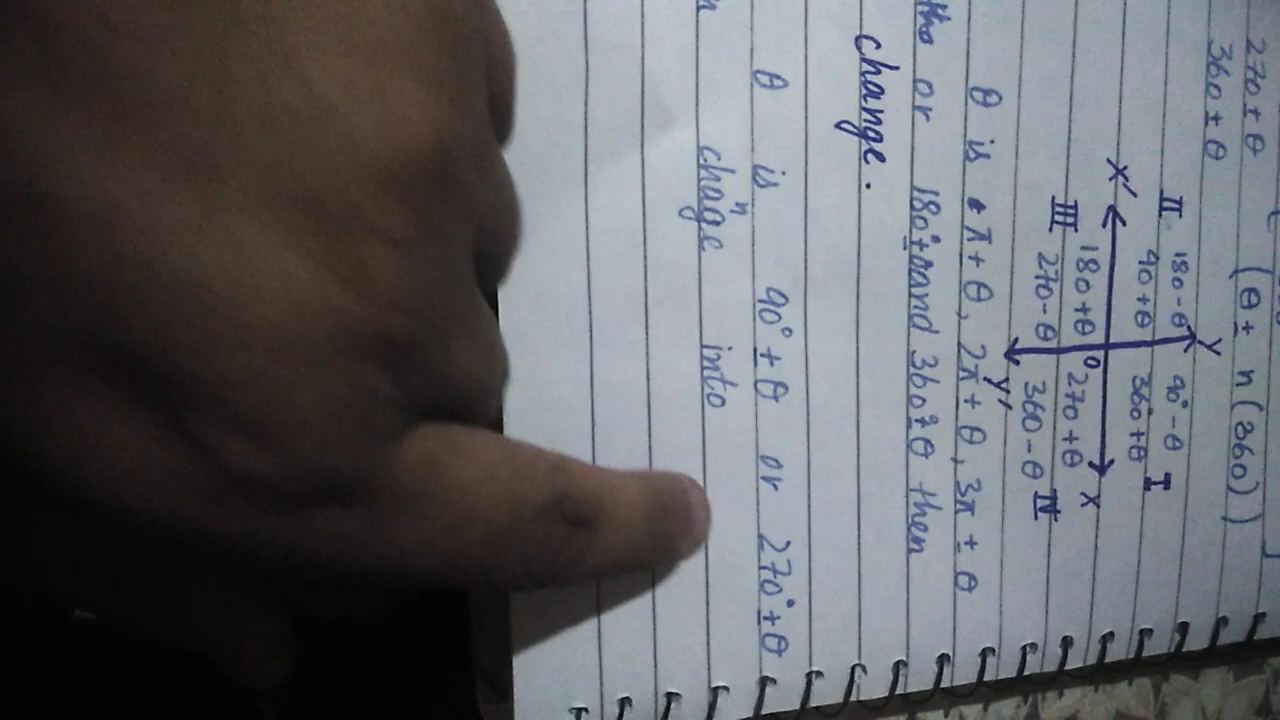 270 ± θ
360 ± θ
(θ ± n(360))
Y
II 180-θ 90°-θ I
90+θ 360+θ
X' O X
180+θ 270+θ
III 270-θ 360-θ IV
Y'
θ is π+θ, 2π+θ, 3π ± θ
the or 180°± and 360°±θ then
change.
θ is 90°±θ or 270°±θ
n change into